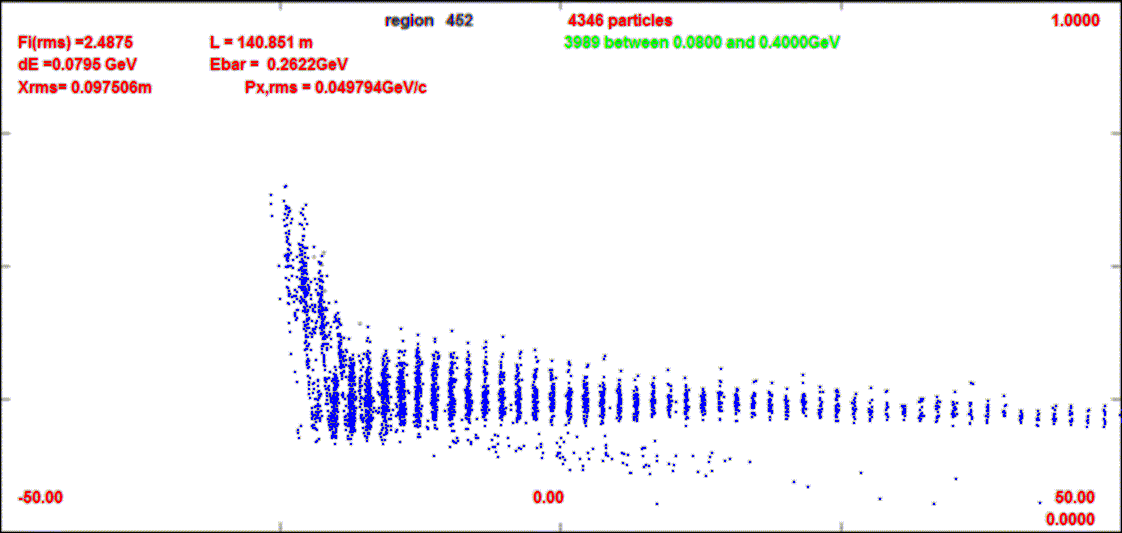 region 452 4346 particles 1.0000
Fi(rms) =2.4875 L = 140.851 m 3989 between 0.0800 and 0.4000GeV
dE =0.0795 GeV Ebar = 0.2622GeV
Xrms= 0.097506m Px,rms = 0.049794GeV/c
-50.00 0.00 50.00
0.0000